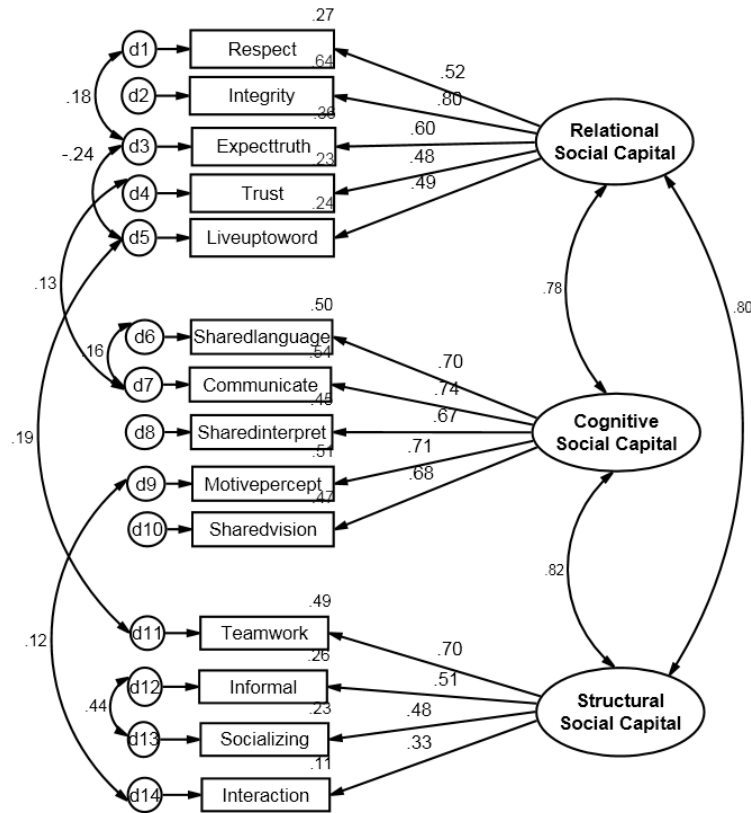 .27
d1 Respect
.64
.52
.18
d2 Integrity
.80
.36
Relational
Social Capital
d3 Expecttruth
.60
.23
-.24
d4 Trust
.48
.24
.49
d5 Liveuptoword
.13
.78
.80
.50
d6 Sharedlanguage
.54
.16
.70
d7 Communicate
.74
.45
Cognitive
Social Capital
d8 Sharedinterpret
.67
.51
.19
.71
d9 Motivepercept
.68
.47
d10 Sharedvision
.82
.49
d11 Teamwork
.12
.70
.26
d12 Informal
.51
.44
.23
Structural
Social Capital
d13 Socializing
.48
.11
.33
d14 Interaction